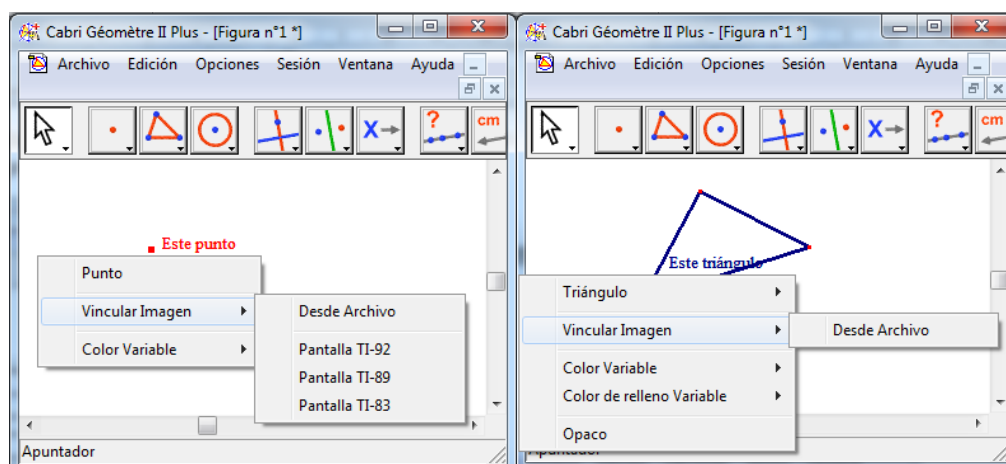 Cabri Géomètre II Plus - [Figura n°1 *]
Archivo Edición Opciones Sesión Ventana Ayuda
X
?
cm
Este punto
Punto
Vincular Imagen
Color Variable
Desde Archivo
Pantalla TI-92
Pantalla TI-89
Pantalla TI-83
Apuntador
Cabri Géomètre II Plus - [Figura n°1 *]
Archivo Edición Opciones Sesión Ventana Ayuda
X
?
cm
Este triángulo
Triángulo
Vincular Imagen
Color Variable
Color de relleno Variable
Opaco
Desde Archivo
Apuntador